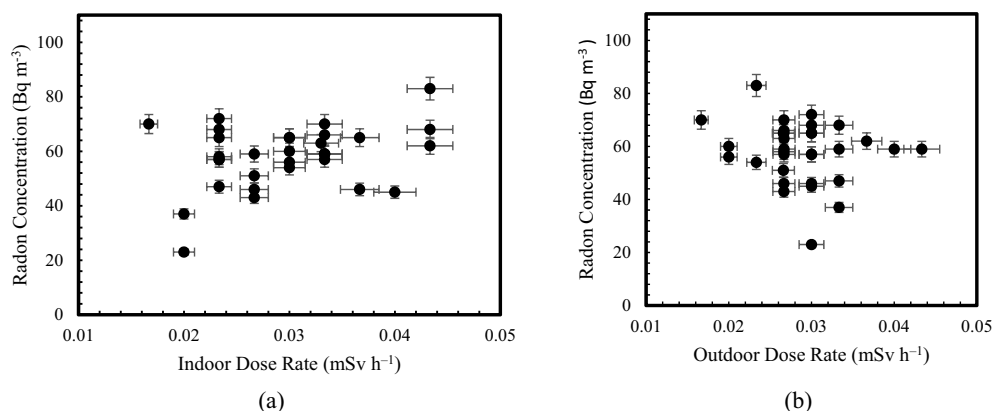 100
80
60
40
20
0
Radon Concentration (Bq m⁻³)
0.01 0.02 0.03 0.04 0.05
Indoor Dose Rate (mSv h⁻¹)
(a)
100
80
60
40
20
0
Radon Concentration (Bq m⁻³)
0.01 0.02 0.03 0.04 0.05
Outdoor Dose Rate (mSv h⁻¹)
(b)